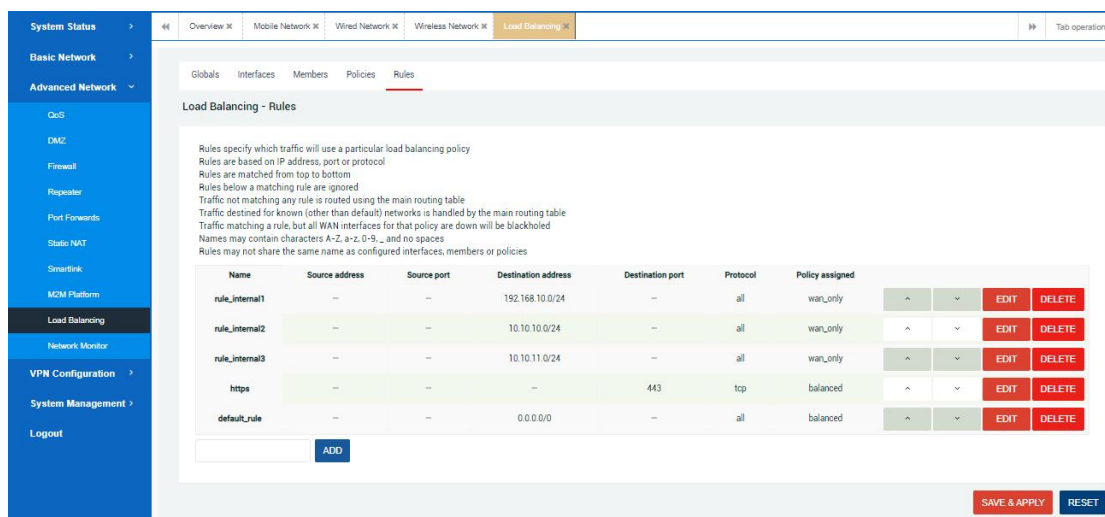 System Status
Overview Mobile Network Wired Network Wireless Network Load Balancing Tab operation
Basic Network
Globals Interfaces Members Policies Rules
Advanced Network
Load Balancing - Rules
QoS
DMZ
Firewall
Repeater
Port Forwards
Static NAT
Smartlink
M2M Platform
Load Balancing
Network Monitor
VPN Configuration
System Management
Logout
Rules specify which traffic will use a particular load balancing policy
Rules are based on IP address, port or protocol
Rules are matched from top to bottom
Rules below a matching rule are ignored
Traffic not matching any rule is routed using the main routing table
Traffic destined for known (other than default) networks is handled by the main routing table
Traffic matching a rule, but all WAN interfaces for that policy are down will be blackholed
Names may contain characters A-Z, a-z, 0-9, _ and no spaces
Rules may not share the same name as configured interfaces, members or policies
Name Source address Source port Destination address Destination port Protocol Policy assigned
rule_internal1 — — 192.168.10.0/24 — all wan_only EDIT DELETE
rule_internal2 — — 10.10.10.0/24 — all wan_only EDIT DELETE
rule_internal3 — — 10.10.11.0/24 — all wan_only EDIT DELETE
https — — — 443 tcp balanced EDIT DELETE
default_rule — — 0.0.0.0/0 — all balanced EDIT DELETE
ADD
SAVE & APPLY RESET